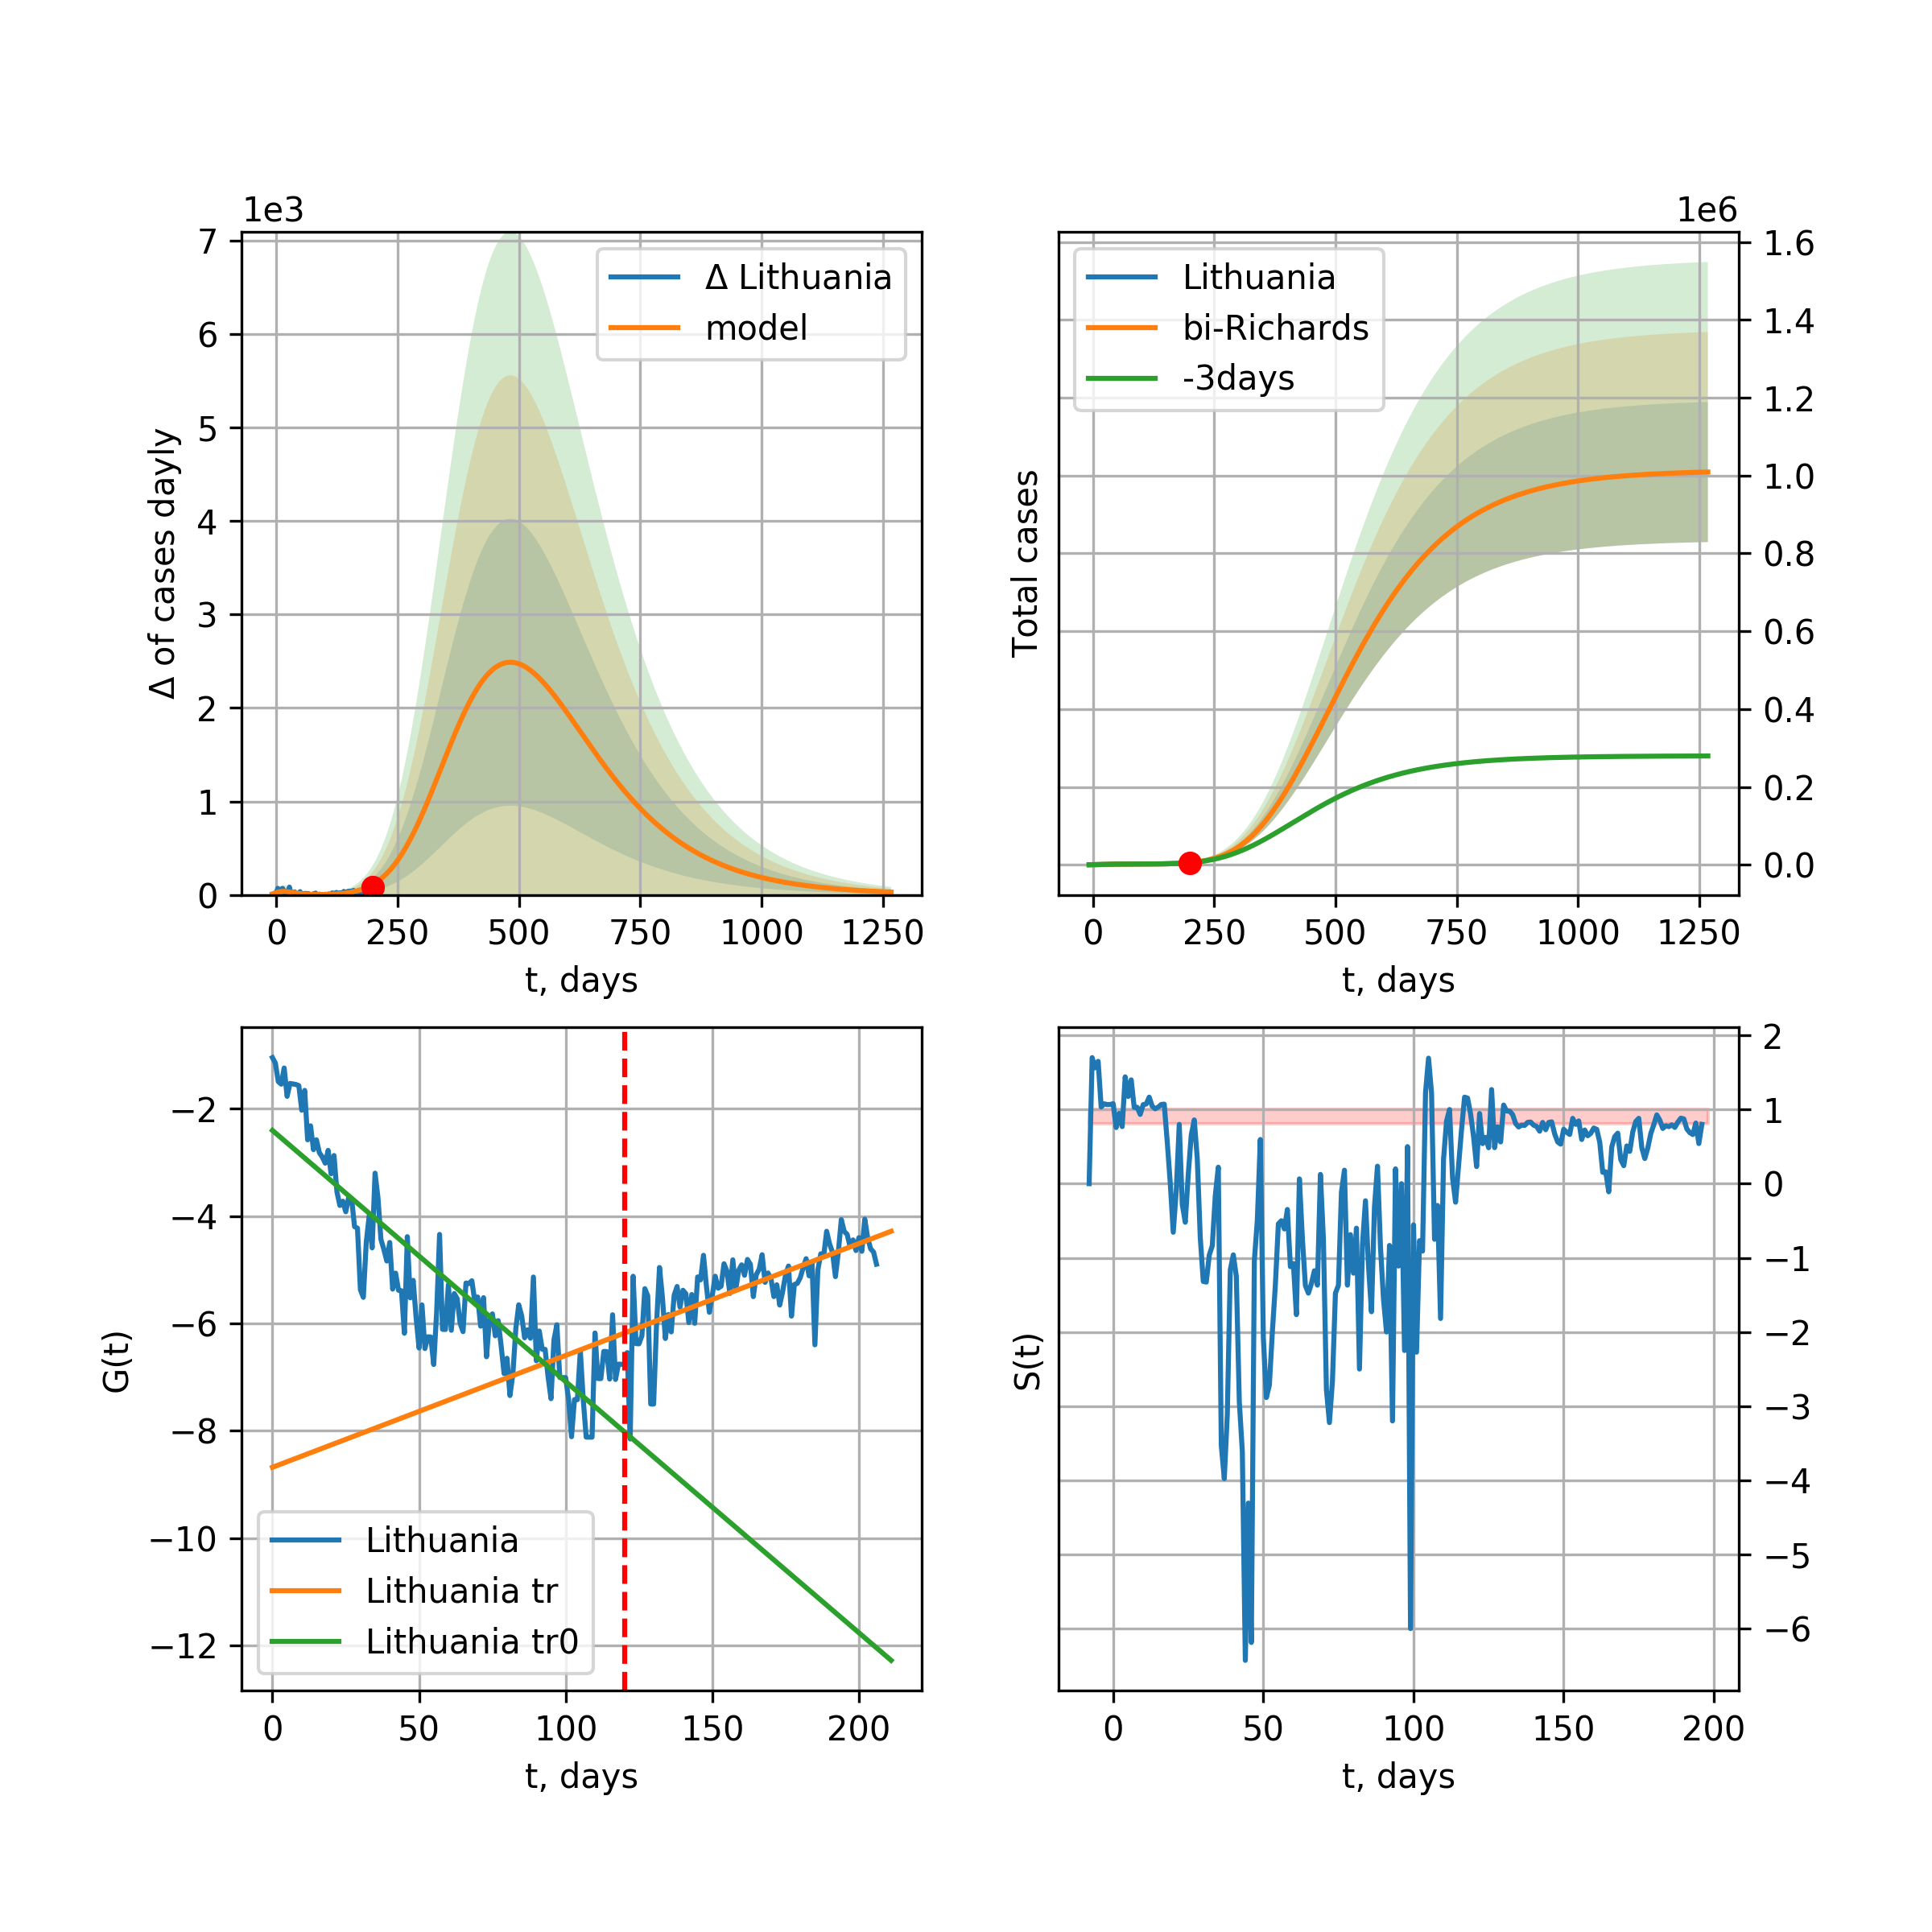 1e3
7
6
5
4
3
2
1
0
Δ of cases dayly
Δ Lithuania
model
0 250 500 750 1000 1250
t, days
1e6
1.6
1.4
1.2
1.0
0.8
0.6
0.4
0.2
0.0
Total cases
Lithuania
bi-Richards
-3days
0 250 500 750 1000 1250
t, days
−2
−4
−6
−8
−10
−12
G(t)
Lithuania
Lithuania tr
Lithuania tr0
0 50 100 150 200
t, days
2
1
0
−1
−2
−3
−4
−5
−6
S(t)
0 50 100 150 200
t, days